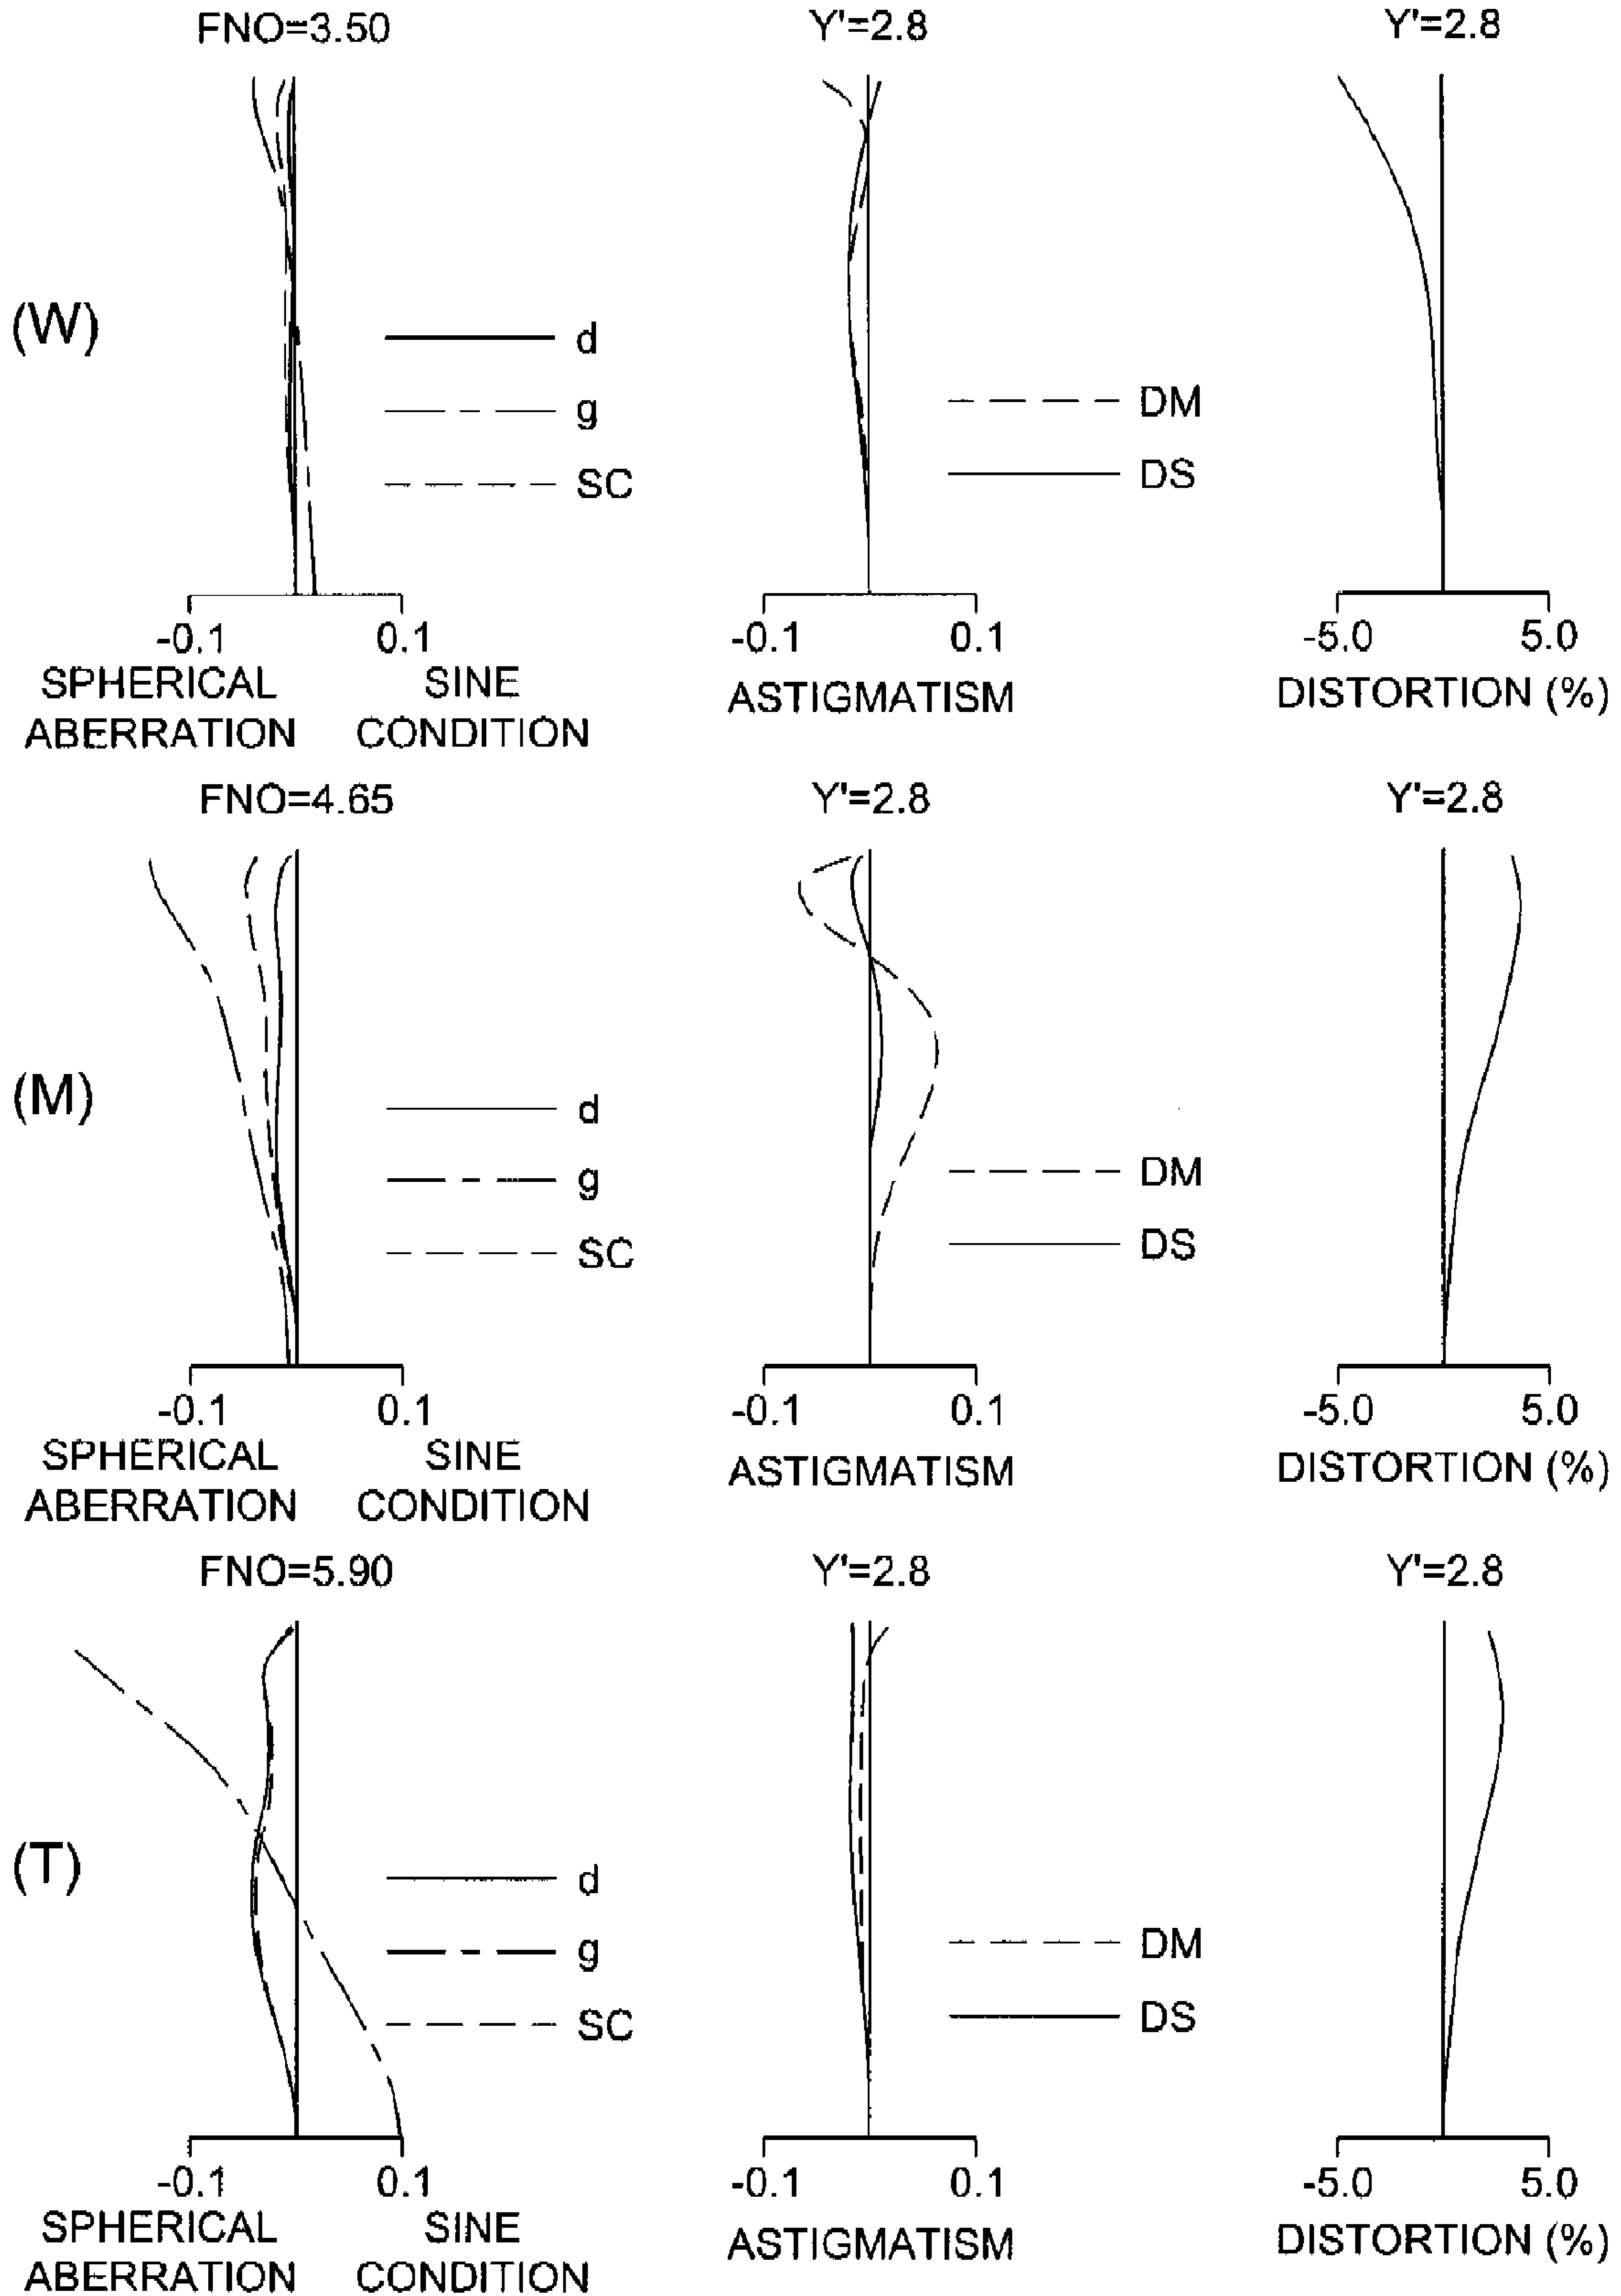 FNO=3.50 Y'=2.8 Y'=2.8
(W)
d
g
SC
DM
DS
-0.1 0.1 -0.1 0.1 -5.0 5.0
SPHERICAL ABERRATION SINE CONDITION ASTIGMATISM DISTORTION (%)
FNO=4.65 Y'=2.8 Y'=2.8
(M)
d
g
SC
DM
DS
-0.1 0.1 -0.1 0.1 -5.0 5.0
SPHERICAL ABERRATION SINE CONDITION ASTIGMATISM DISTORTION (%)
FNO=5.90 Y'=2.8 Y'=2.8
(T)
d
g
SC
DM
DS
-0.1 0.1 -0.1 0.1 -5.0 5.0
SPHERICAL ABERRATION SINE CONDITION ASTIGMATISM DISTORTION (%)